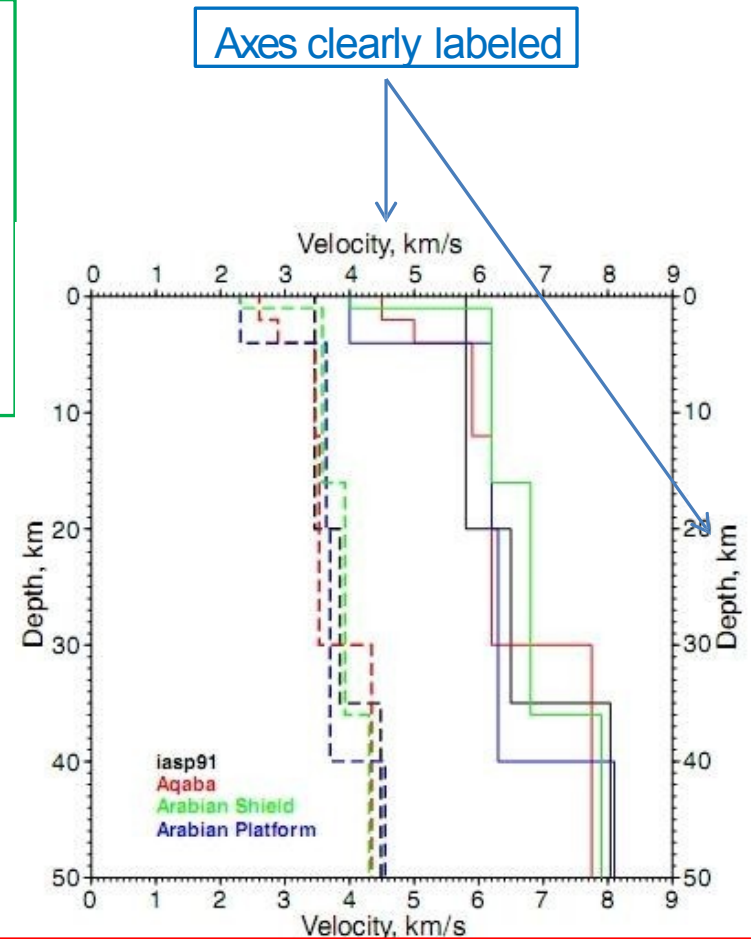 Axes clearly labeled
Velocity, km/s
0 1 2 3 4 5 6 7 8 9
0 0
10 10
20 20
Depth, km
Depth, km
30 30
40 40
iasp91
Aqaba
Arabian Shield
Arabian Platform
50 50
0 1 2 3 4 5 6 7 8 9
Velocity, km/s